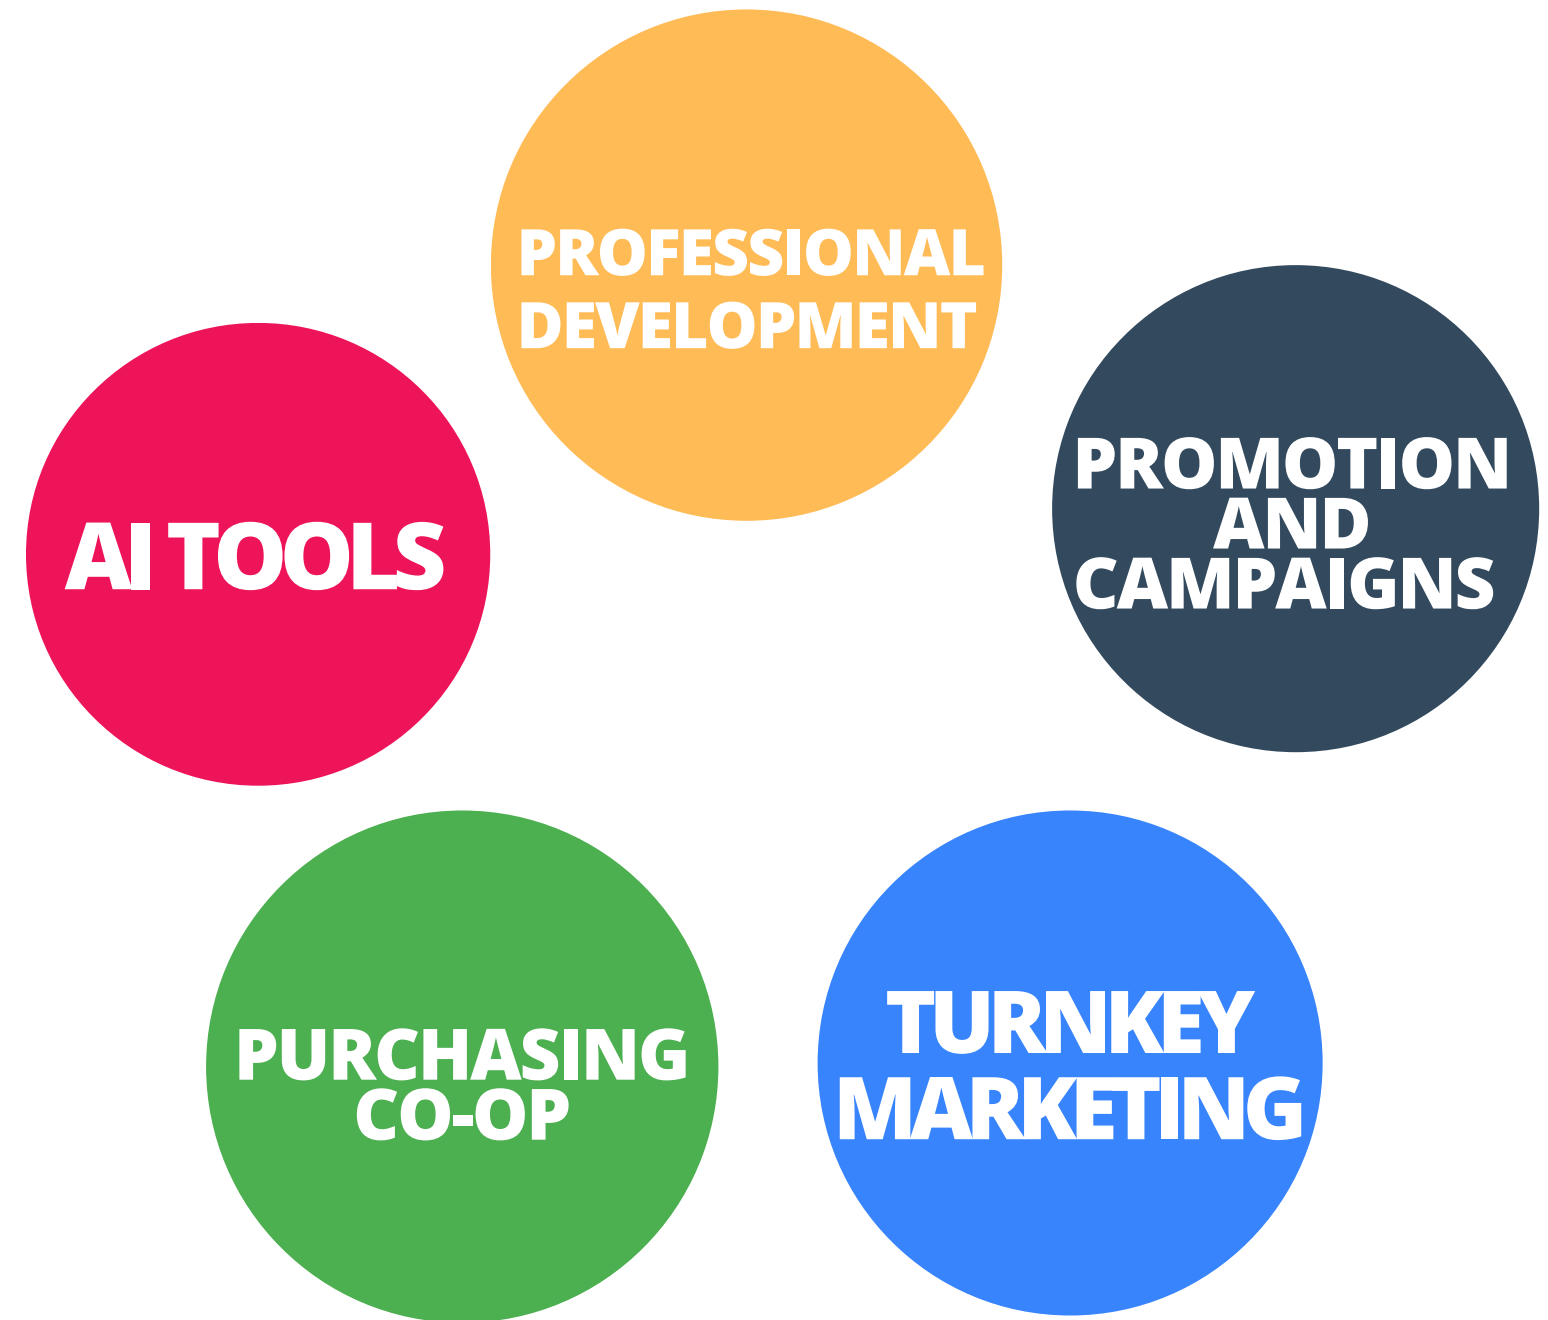 PROFESSIONAL
DEVELOPMENT
PROMOTION
AND
CAMPAIGNS
AI TOOLS
PURCHASING
CO-OP
TURNKEY
MARKETING